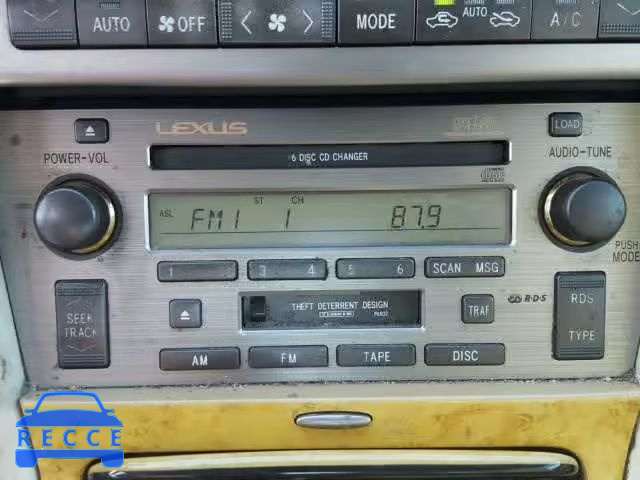 AUTO
OFF
MODE
AUTO
A/C
LEXUS
LOAD
POWER-VOL
6 DISC CD CHANGER
AUDIO-TUNE
ASL
ST
CH
FM1 1 87.9
PUSH
MODE
1
3 4
5 6
SCAN MSG
SEEK
TRACK
THEFT DETERRENT DESIGN
TRAF
R·D·S
RDS
TYPE
AM
FM
TAPE
DISC
RECCE